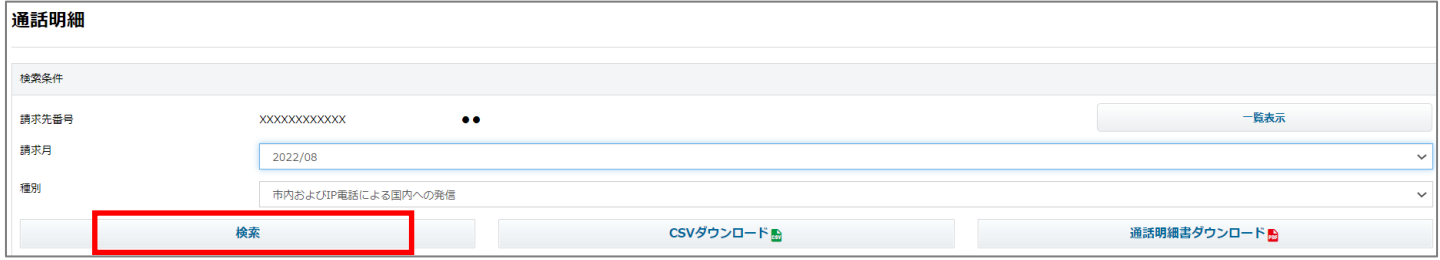 通話明細
検索条件
請求先番号 XXXXXXXXXXXX ●● 一覧表示
請求月 2022/08
種別 市内およびIP電話による国内への発信
検索 CSVダウンロード CSV 通話明細書ダウンロード PDF